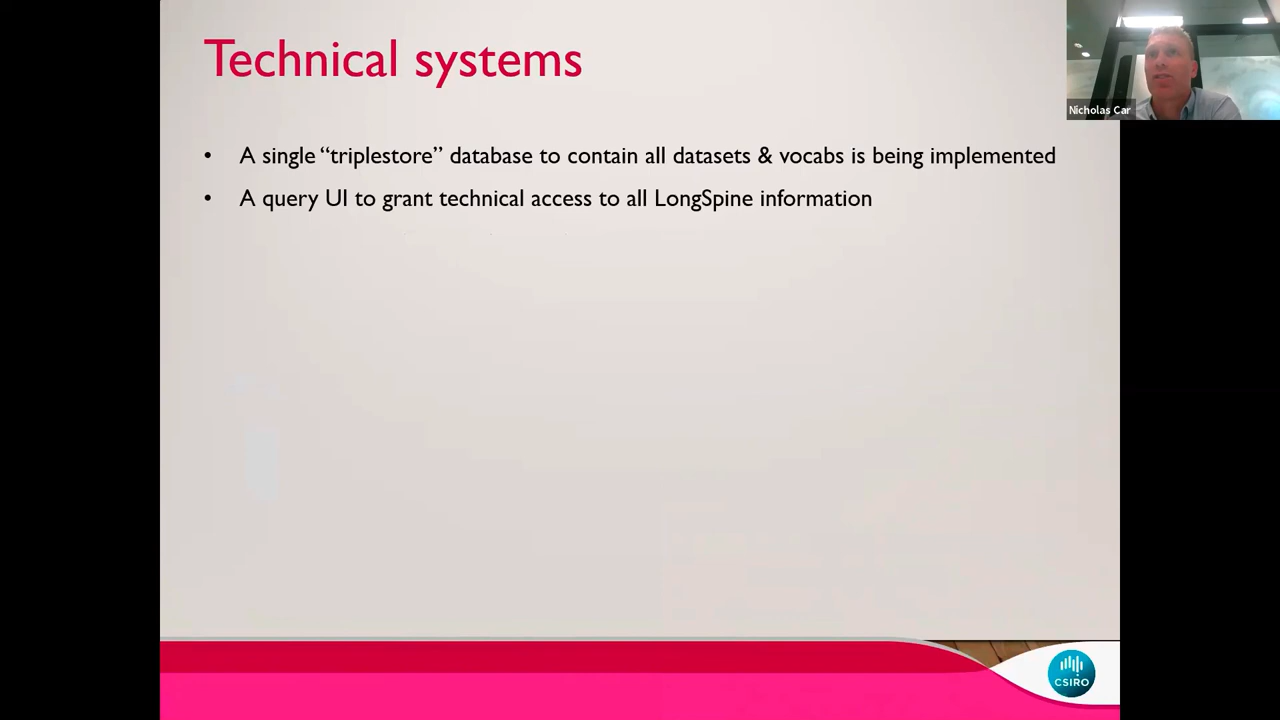 Technical systems
Nicholas Car
• A single “triplestore” database to contain all datasets & vocabs is being implemented
• A query UI to grant technical access to all LongSpine information
CSIRO